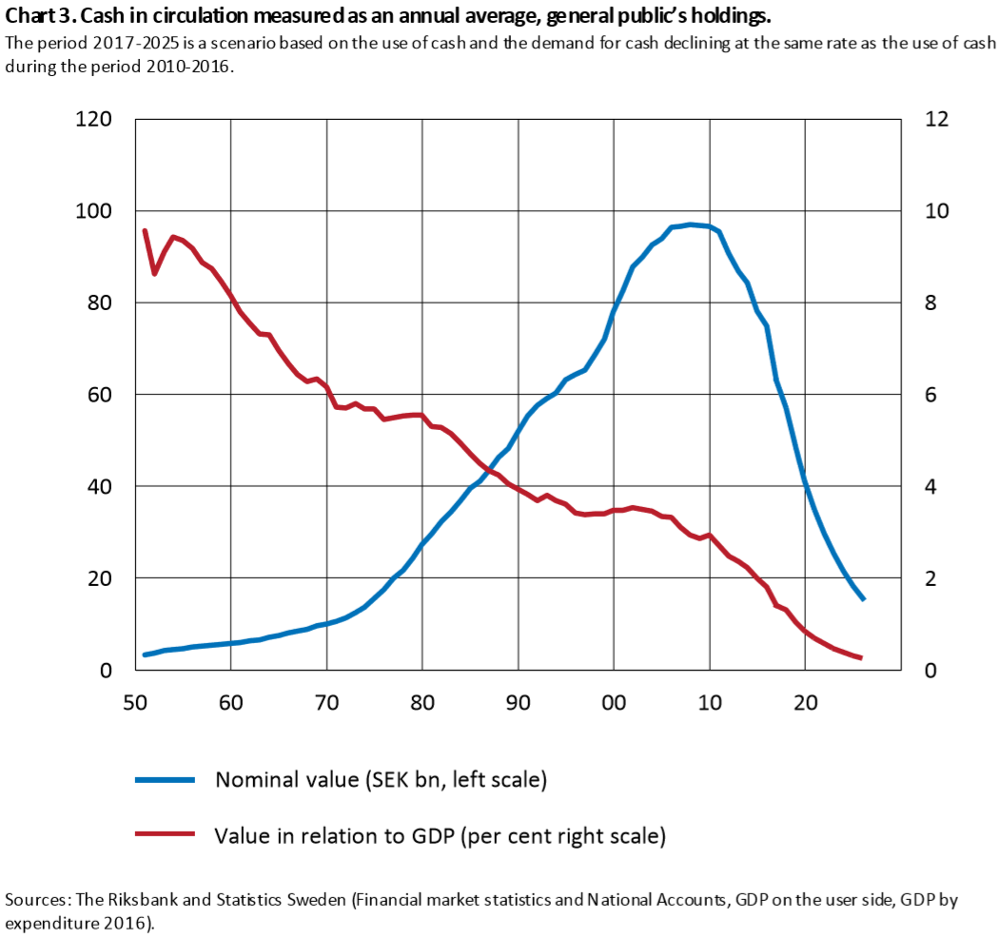 Chart 3. Cash in circulation measured as an annual average, general public’s holdings.
The period 2017-2025 is a scenario based on the use of cash and the demand for cash declining at the same rate as the use of cash
during the period 2010-2016.
120 12
100 10
80 8
60 6
40 4
20 2
0 0
50 60 70 80 90 00 10 20
Nominal value (SEK bn, left scale)
Value in relation to GDP (per cent right scale)
Sources: The Riksbank and Statistics Sweden (Financial market statistics and National Accounts, GDP on the user side, GDP by
expenditure 2016).